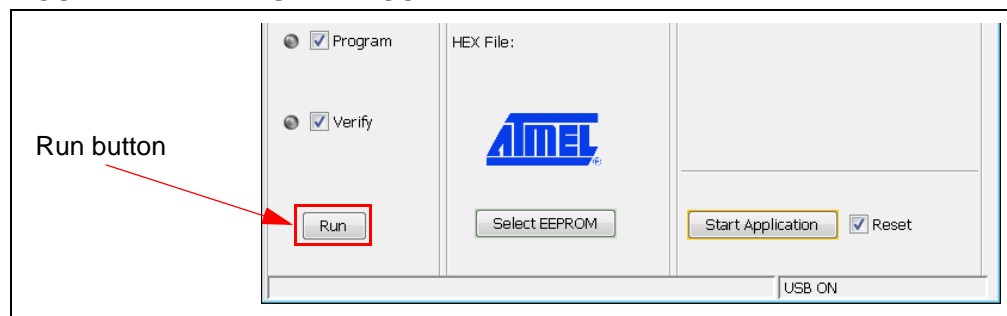 Program
HEX File:
Verify
ATMEL
®
Run button
Run
Select EEPROM
Start Application
Reset
USB ON